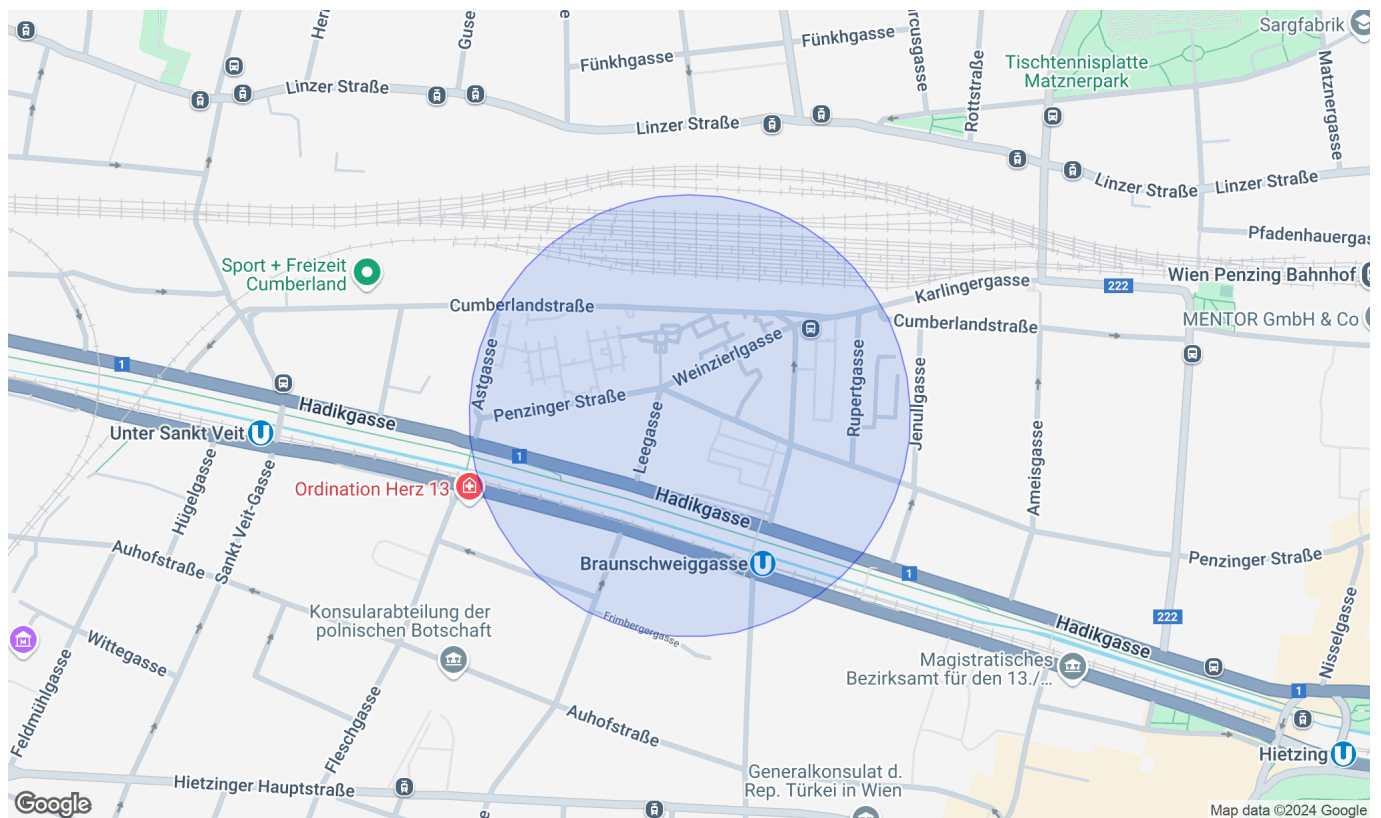 Fünkhgasse
Fünkhgasse
Sargfabrik
Tischtennisplatte
Matznerpark
Matznergasse
Rottstraße
Linzer Straße
Linzer Straße
Linzer Straße
Linzer Straße
Sport + Freizeit
Cumberland
Cumberlandstraße
Karlingergasse
Cumberlandstraße
222
Wien Penzing Bahnhof
MENTOR GmbH & Co
1
Hadikgasse
Astgasse
Penzinger Straße
Weinzierlgasse
Leegasse
Rupertgasse
Jenullgasse
Ameisgasse
Unter Sankt Veit
1
Hügelgasse
Sankt-Veit-Gasse
Ordination Herz 13
Hadikgasse
Braunschweiggasse
1
Penzinger Straße
Auhofstraße
Konsularabteilung der
polnischen Botschaft
Frimbergergasse
222
Hadikgasse
Nisselgasse
Wittegasse
Feldmühlgasse
Fleschgasse
Magistratisches
Bezirksamt für den 13./...
1
Auhofstraße
Hietzing
Hietzinger Hauptstraße
Generalkonsulat d.
Rep. Türkei in Wien
Google
Map data ©2024 Google